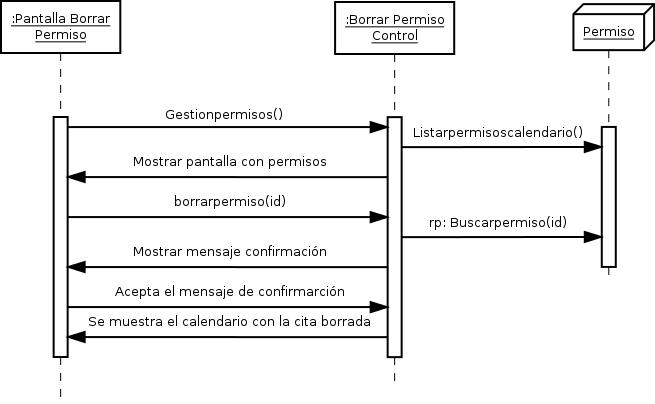 :Pantalla Borrar
Permiso
:Borrar Permiso
Control
Permiso
Gestionpermisos()
Listarpermisoscalendario()
Mostrar pantalla con permisos
borrarpermiso(id)
rp: Buscarpermiso(id)
Mostrar mensaje confirmación
Acepta el mensaje de confirmarción
Se muestra el calendario con la cita borrada